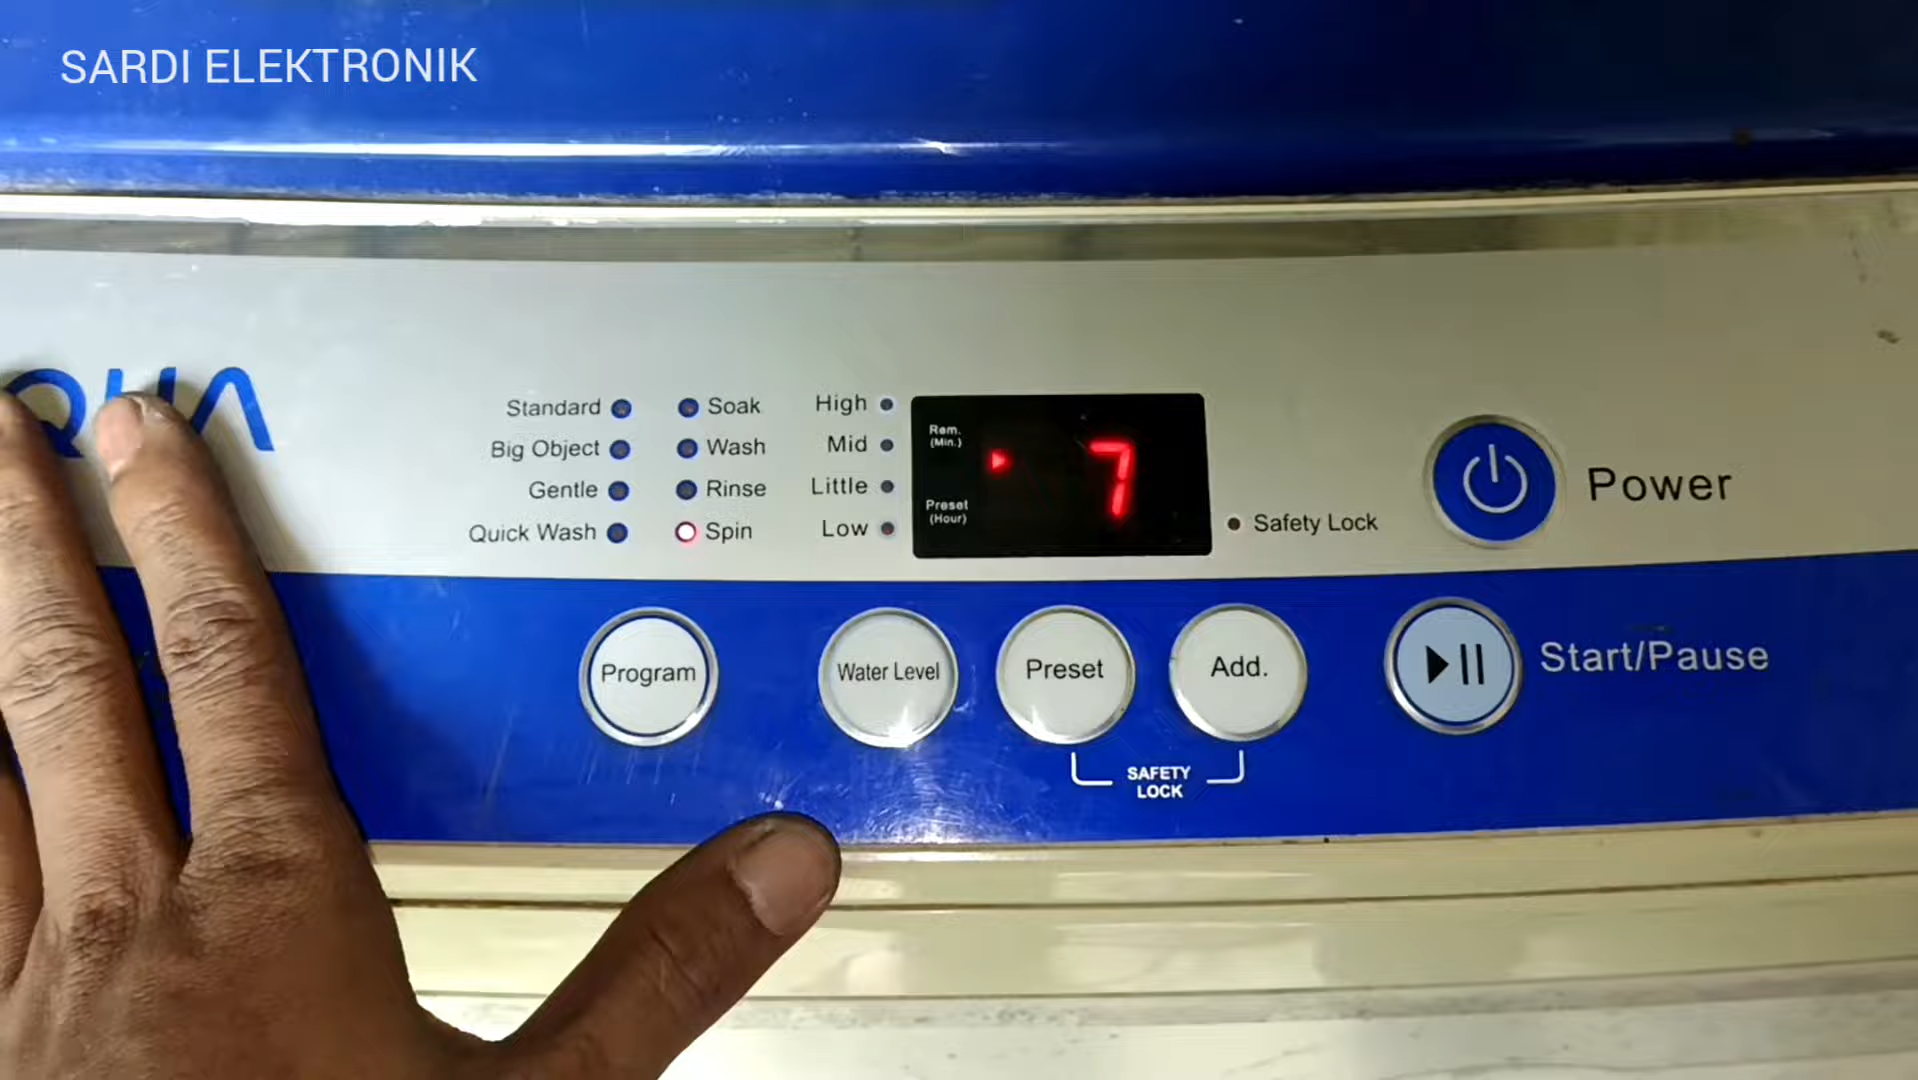 SARDI ELEKTRONIK
QUA
Standard
Big Object
Gentle
Quick Wash
Soak
Wash
Rinse
Spin
High
Mid
Little
Low
Rem.
(Min.)
Preset
(Hour)
7
Safety Lock
Power
Program
Water Level
Preset
Add.
SAFETY
LOCK
Start/Pause